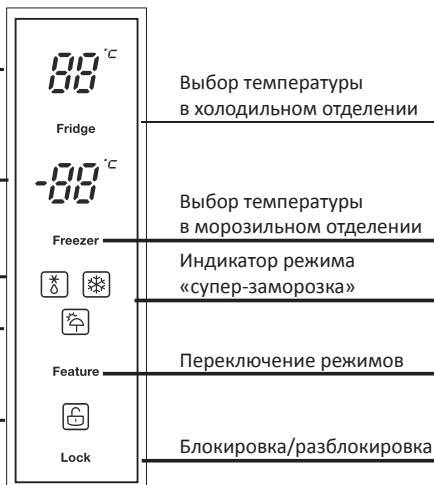 88 °C
Fridge
Выбор температуры
в холодильном отделении
-88 °C
Freezer
Выбор температуры
в морозильном отделении
Индикатор режима
«супер-заморозка»
Feature
Переключение режимов
Lock
Блокировка/разблокировка